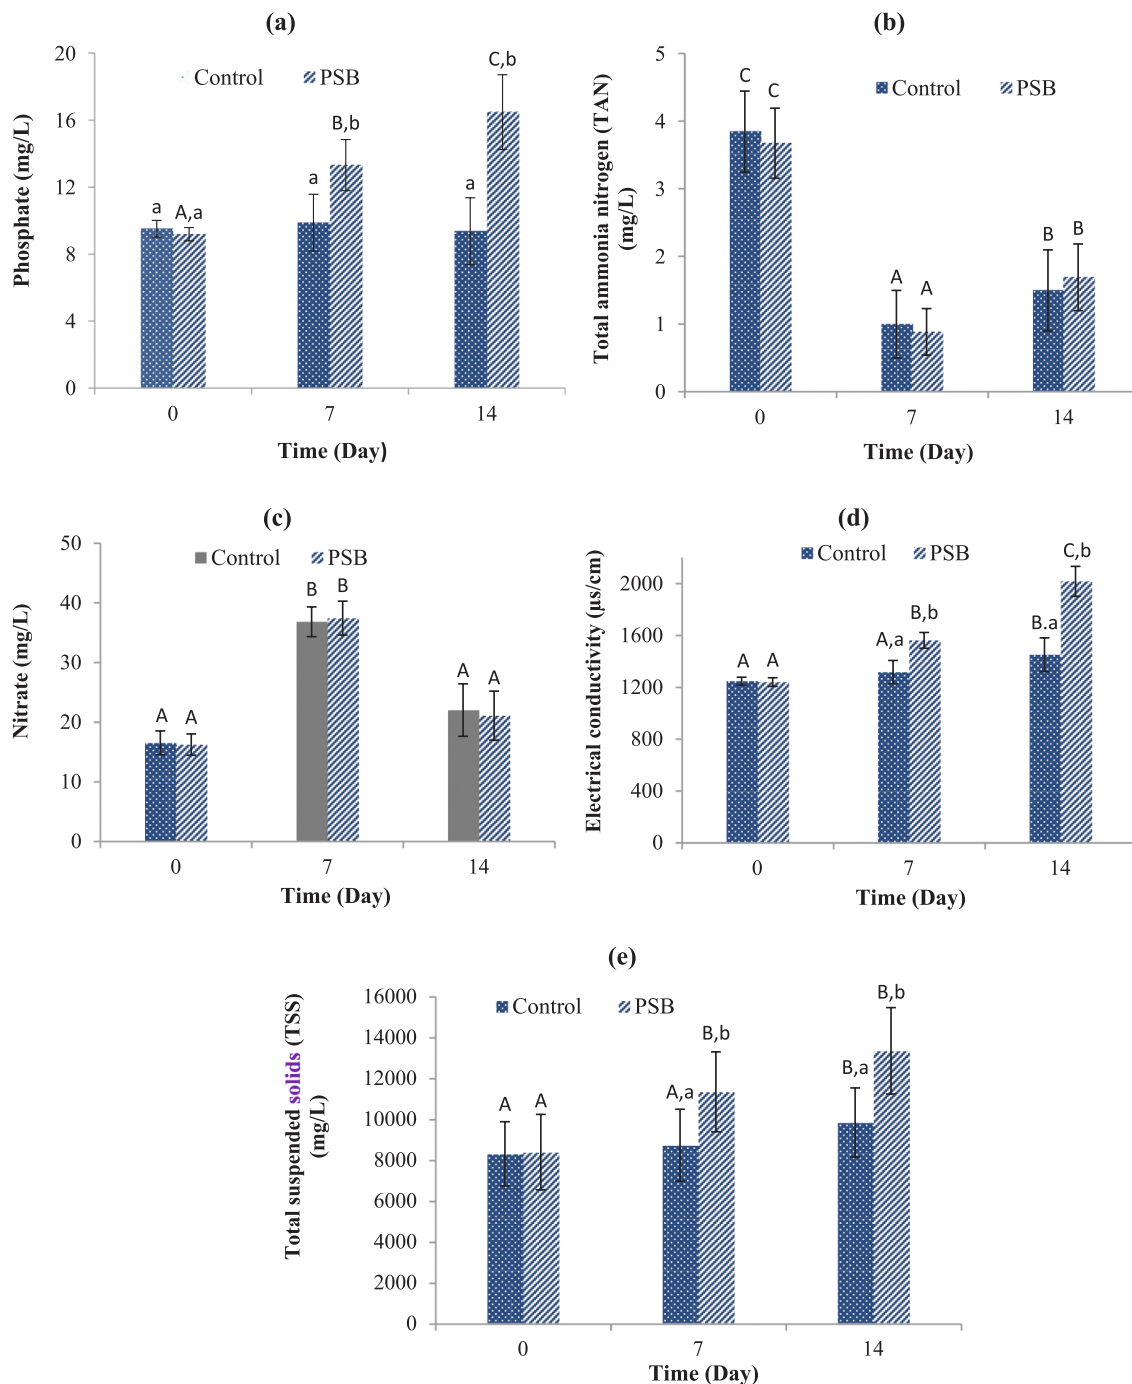 (a)
20
16
12
8
4
0
Phosphate (mg/L)
Control PSB
a A,a
a B,b
a C,b
0 7 14
Time (Day)
(b)
5
4
3
2
1
0
Total ammonia nitrogen (TAN)
(mg/L)
Control PSB
C C
A A
B B
0 7 14
Time (Day)
(c)
50
40
30
20
10
0
Nitrate (mg/L)
Control PSB
A A
B B
A A
0 7 14
Time (Day)
(d)
2000
1600
1200
800
400
0
Electrical conductivity (μs/cm)
Control PSB
A A
A,a B,b
B.a C,b
0 7 14
Time (Day)
(e)
16000
14000
12000
10000
8000
6000
4000
2000
0
Total suspended solids (TSS)
(mg/L)
Control PSB
A A
A,a B,b
B,a B,b
0 7 14
Time (Day)